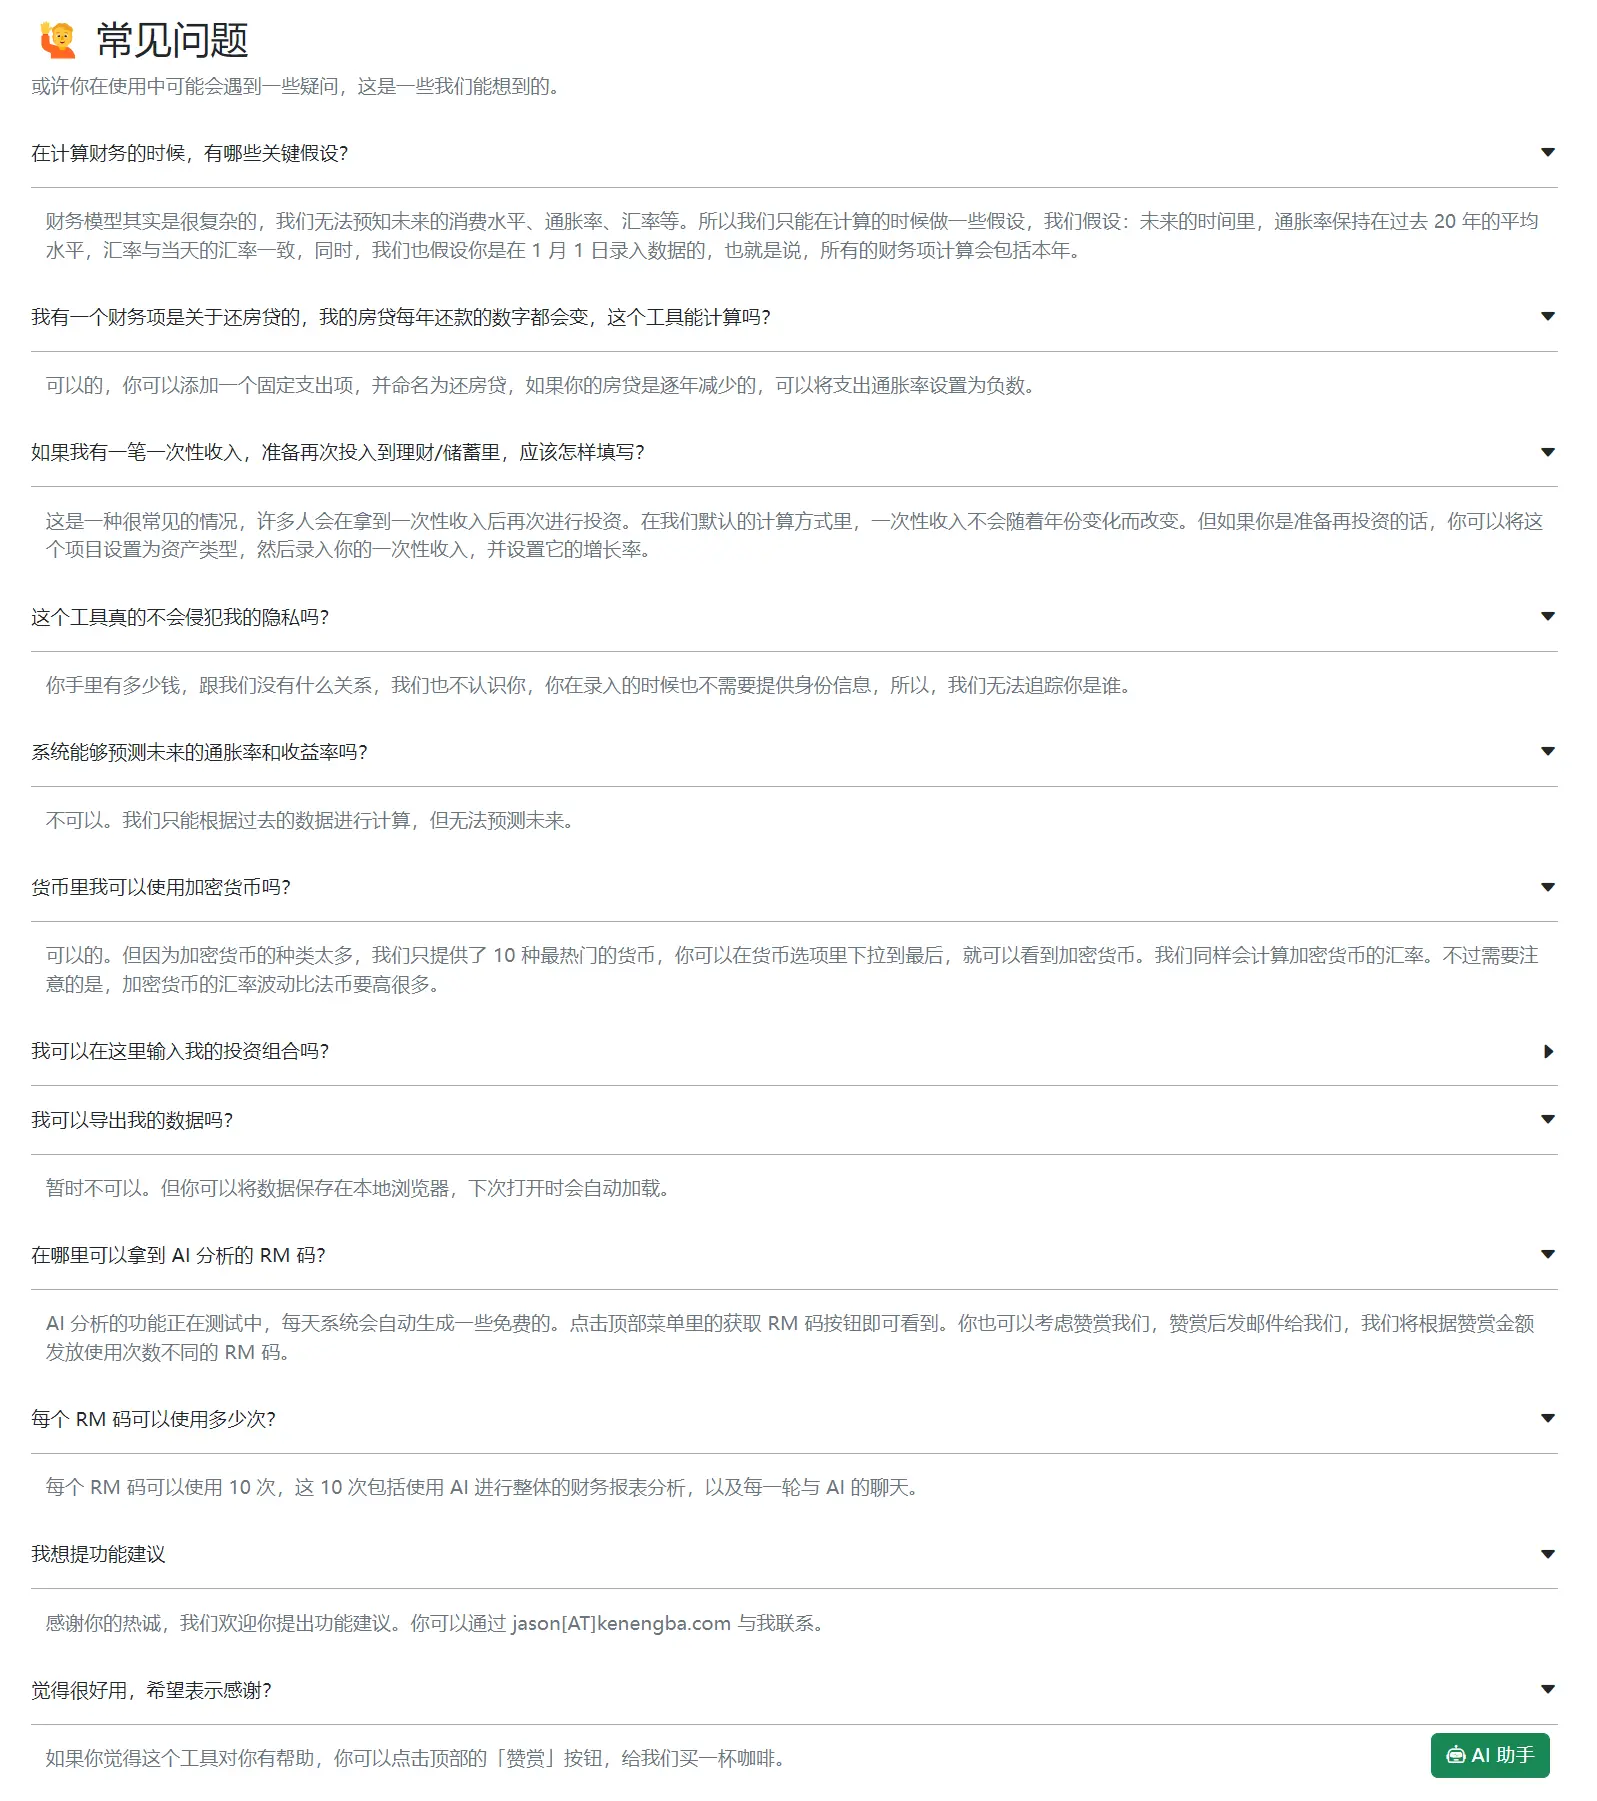 常见问题
或许你在使用中可能会遇到一些疑问，这是一些我们能想到的。
在计算财务的时候，有哪些关键假设？
财务模型其实是很复杂的，我们无法预知未来的消费水平、通胀率、汇率等。所以我们只能在计算的时候做一些假设，我们假设：未来的时间里，通胀率保持在过去 20 年的平均
水平，汇率与当天的汇率一致，同时，我们也假设你是在 1 月 1 日录入数据的，也就是说，所有的财务项计算会包括本年。
我有一个财务项是关于还房贷的，我的房贷每年还款的数字都会变，这个工具能计算吗？
可以的，你可以添加一个固定支出项，并命名为还房贷，如果你的房贷是逐年减少的，可以将支出通胀率设置为负数。
如果我有一笔一次性收入，准备再次投入到理财/储蓄里，应该怎样填写？
这是一种很常见的情况，许多人会在拿到一次性收入后再次进行投资。在我们默认的计算方式里，一次性收入不会随着年份变化而改变。但如果你是准备再投资的话，你可以将这
个项目设置为资产类型，然后录入你的一次性收入，并设置它的增长率。
这个工具真的不会侵犯我的隐私吗？
你手里有多少钱，跟我们没有什么关系，我们也不认识你，你在录入的时候也不需要提供身份信息，所以，我们无法追踪你是谁。
系统能够预测未来的通胀率和收益率吗？
不可以。我们只能根据过去的数据进行计算，但无法预测未来。
货币里我可以使用加密货币吗？
可以的。但因为加密货币的种类太多，我们只提供了 10 种最热门的货币，你可以在货币选项里下拉到最后，就可以看到加密货币。我们同样会计算加密货币的汇率。不过需要注
意的是，加密货币的汇率波动比法币要高很多。
我可以在这里输入我的投资组合吗？
我可以导出我的数据吗？
暂时不可以。但你可以将数据保存在本地浏览器，下次打开时会自动加载。
在哪里可以拿到 AI 分析的 RM 码？
AI 分析的功能正在测试中，每天系统会自动生成一些免费的。点击顶部菜单里的获取 RM 码按钮即可看到。你也可以考虑赞赏我们，赞赏后发邮件给我们，我们将根据赞赏金额
发放使用次数不同的 RM 码。
每个 RM 码可以使用多少次？
每个 RM 码可以使用 10 次，这 10 次包括使用 AI 进行整体的财务报表分析，以及每一轮与 AI 的聊天。
我想提功能建议
感谢你的热诚，我们欢迎你提出功能建议。你可以通过 jason[AT]kenengba.com 与我联系。
觉得很好用，希望表示感谢？
如果你觉得这个工具对你有帮助，你可以点击顶部的「赞赏」按钮，给我们买一杯咖啡。
AI 助手